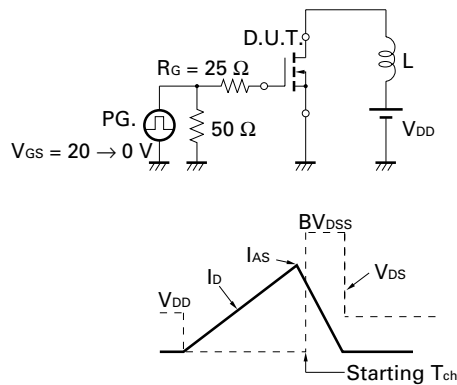 D.U.T.
RG = 25 Ω
L
PG.
50 Ω
VDD
VGS = 20 → 0 V
BVDSS
IAS
VDS
ID
VDD
Starting Tch